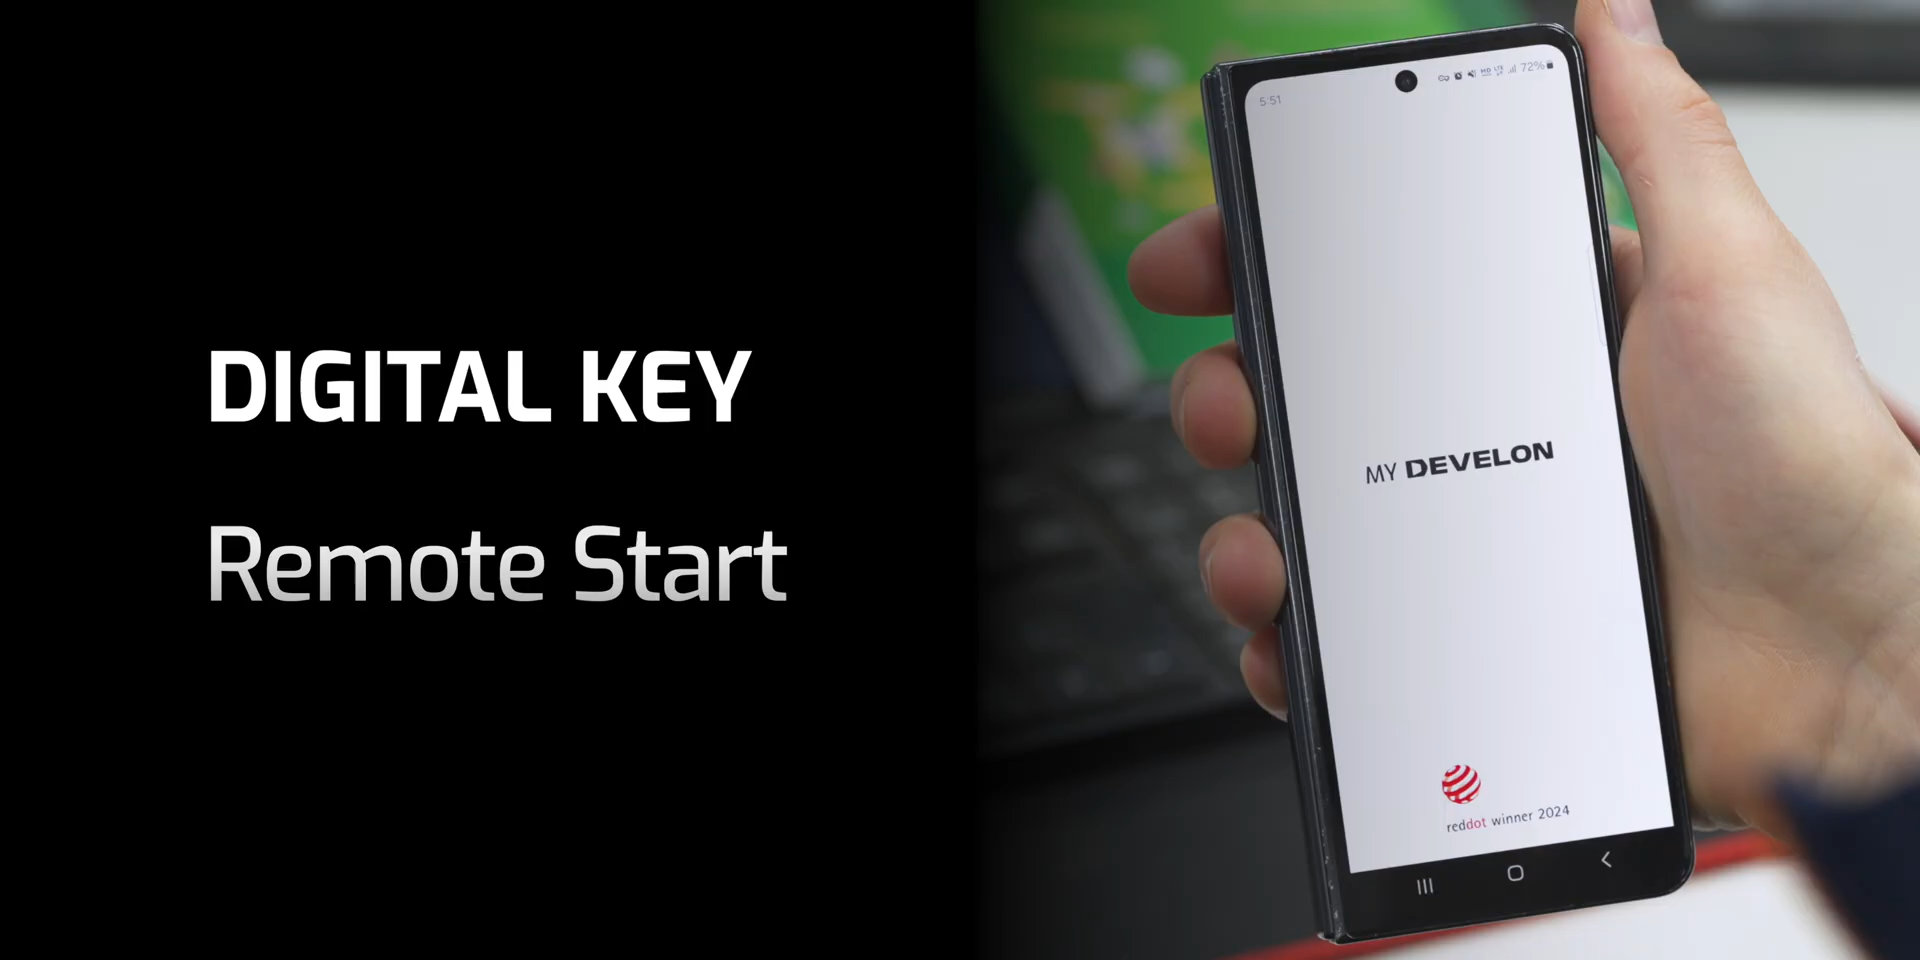 DIGITAL KEY
Remote Start
5:51
72%
MY DEVELON
reddot winner 2024